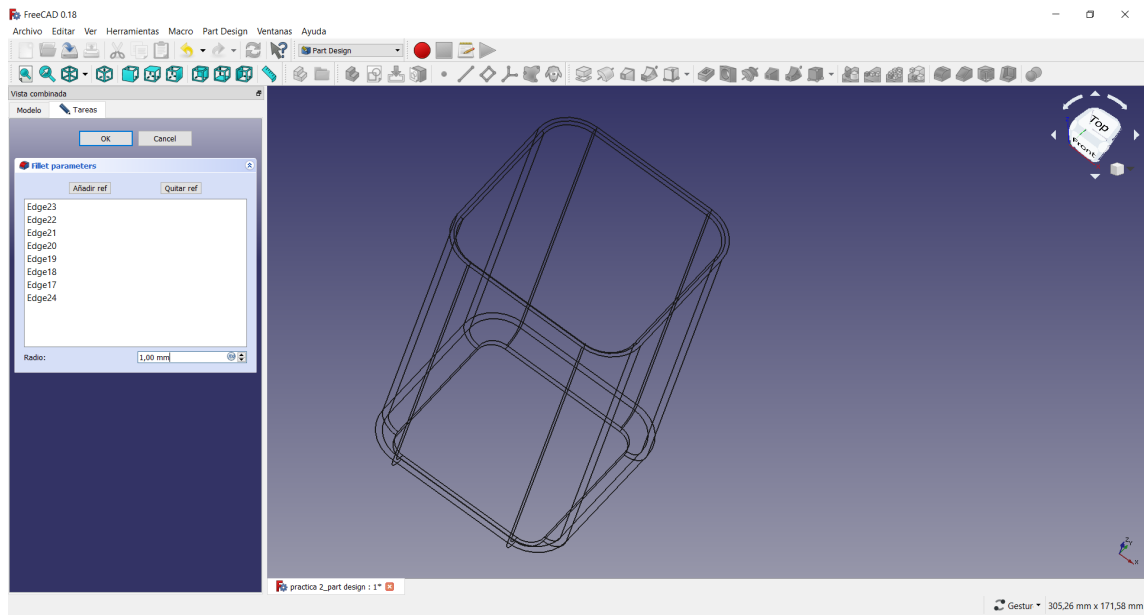 FreeCAD 0.18
Archivo Editar Ver Herramientas Macro Part Design Ventanas Ayuda
Part Design
Vista combinada
Modelo Tareas
OK Cancel
Fillet parameters
Añadir ref Quitar ref
Edge23
Edge22
Edge21
Edge20
Edge19
Edge18
Edge17
Edge24
Radio: 1,00 mm
Top
Front
Z Y
X
practica 2_part design : 1*
Gestur 305,26 mm x 171,58 mm